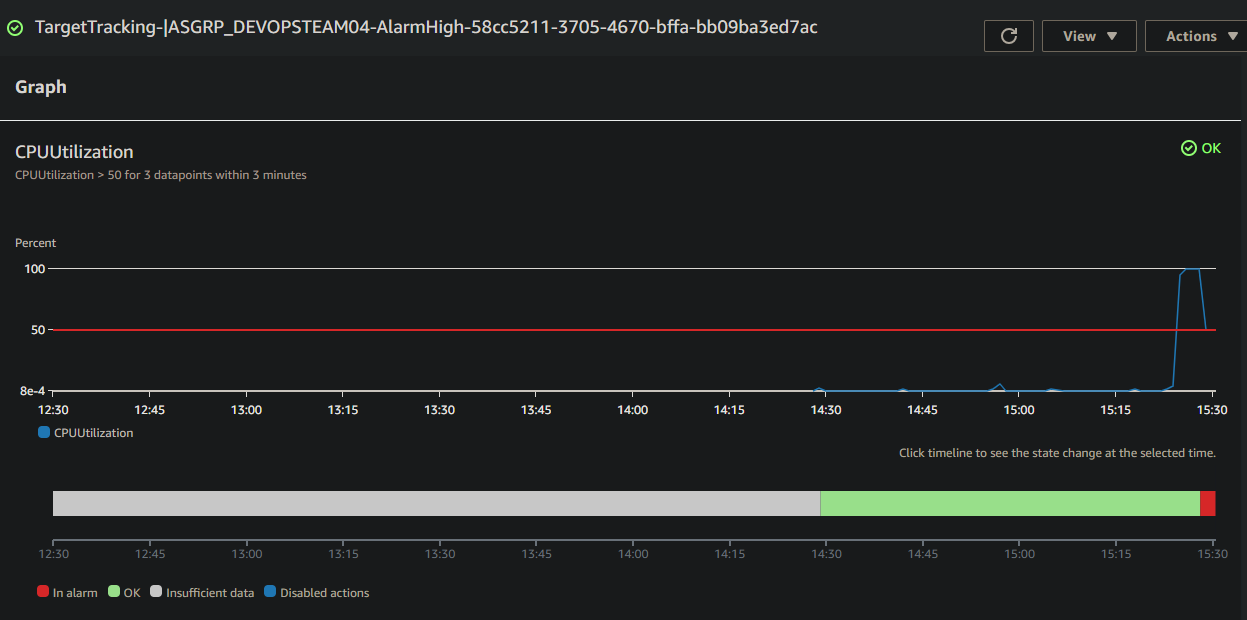 TargetTracking-|ASGRP_DEVOPSTEAM04-AlarmHigh-58cc5211-3705-4670-bffa-bb09ba3ed7ac
View
Actions
Graph
CPUUtilization
OK
CPUUtilization > 50 for 3 datapoints within 3 minutes
Percent
100
50
8e-4
12:30 12:45 13:00 13:15 13:30 13:45 14:00 14:15 14:30 14:45 15:00 15:15 15:30
CPUUtilization
Click timeline to see the state change at the selected time.
12:30 12:45 13:00 13:15 13:30 13:45 14:00 14:15 14:30 14:45 15:00 15:15 15:30
In alarm OK Insufficient data Disabled actions